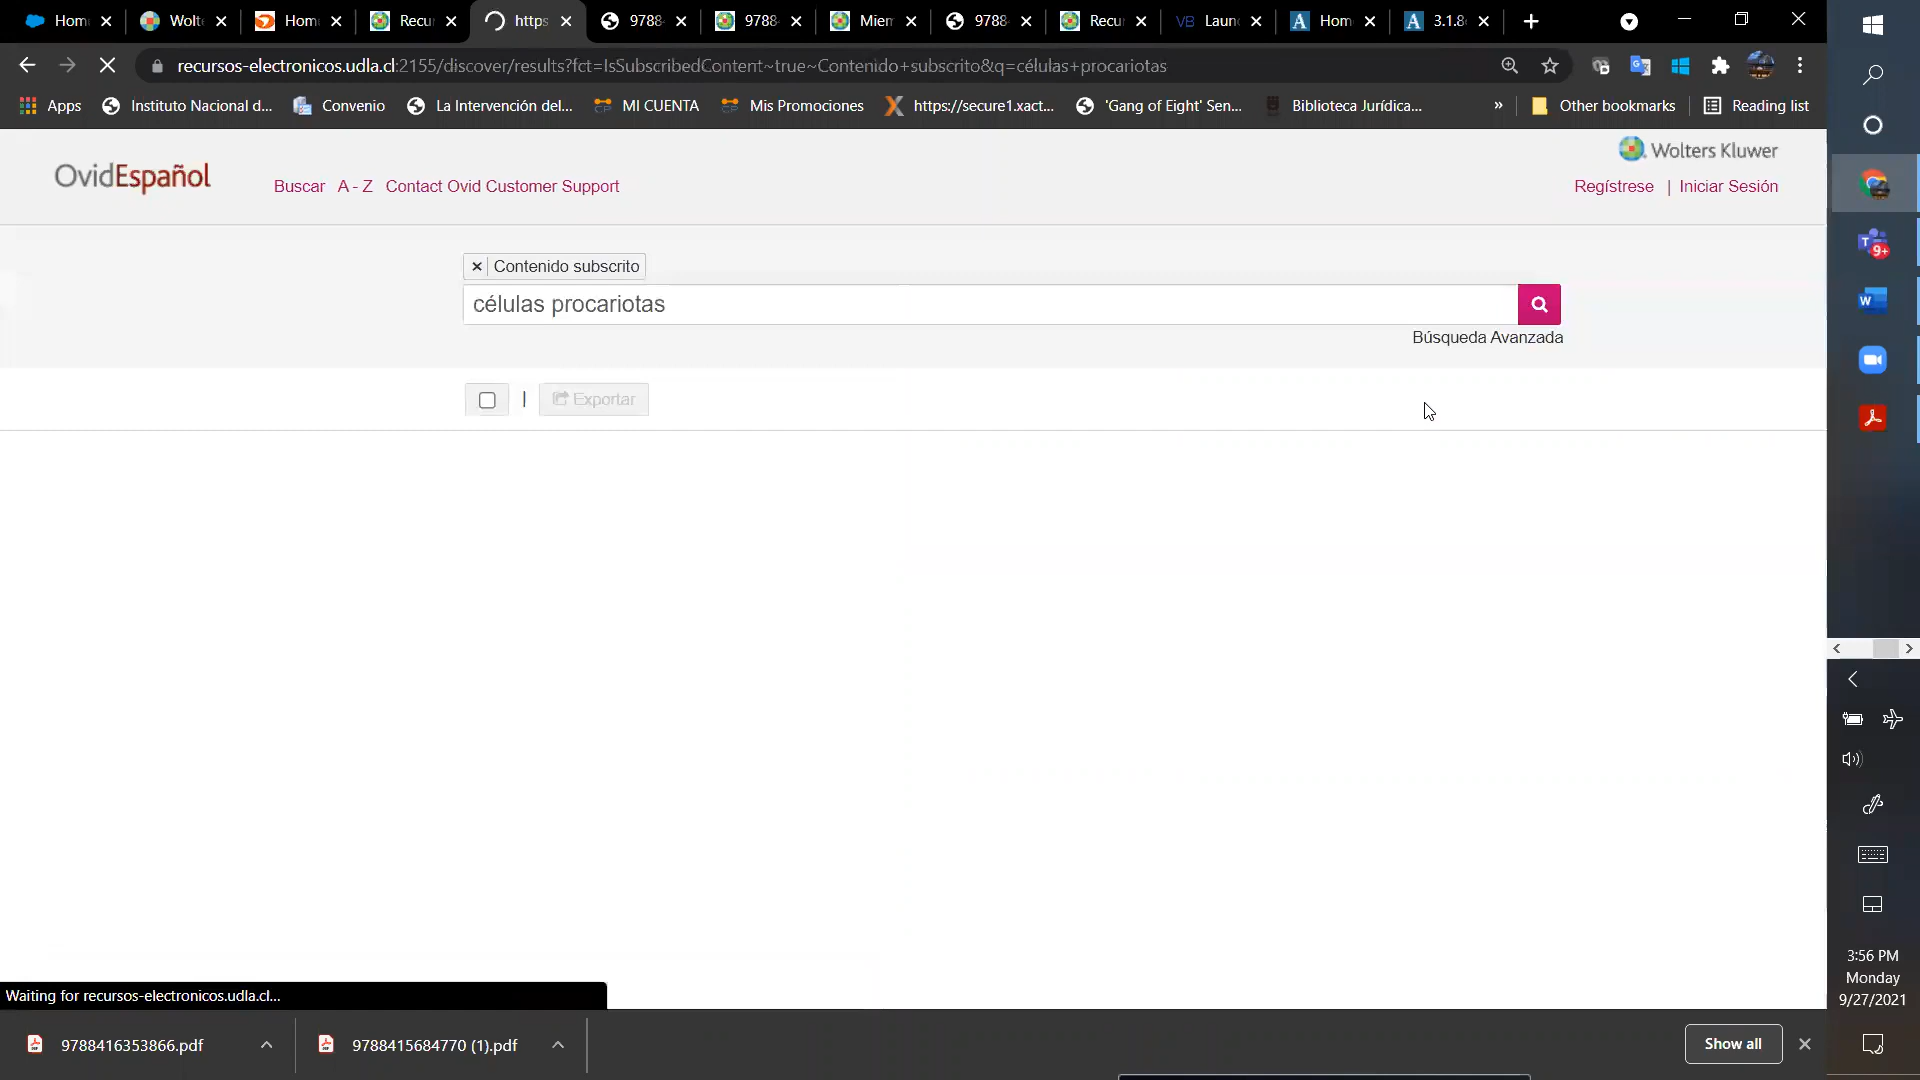 Hom
Wolt
Hom
Recu
https
9788
9788
Miem
9788
Recu
VB Laun
Hom
3.1.8
recursos-electronicos.udla.cl:2155/discover/results?fct=IsSubscribedContent~true~Contenido+subscrito&q=células+procariotas
Apps
Instituto Nacional d...
Convenio
La Intervención del...
MI CUENTA
Mis Promociones
https://secure1.xact...
'Gang of Eight' Sen...
Biblioteca Jurídica...
»
Other bookmarks
Reading list
OvidEspañol
Buscar A - Z Contact Ovid Customer Support
Wolters Kluwer
Regístrese | Iniciar Sesión
× Contenido subscrito
células procariotas
Búsqueda Avanzada
| Exportar
9+
Waiting for recursos-electronicos.udla.cl...
9788416353866.pdf
9788415684770 (1).pdf
Show all
3:56 PM
Monday
9/27/2021